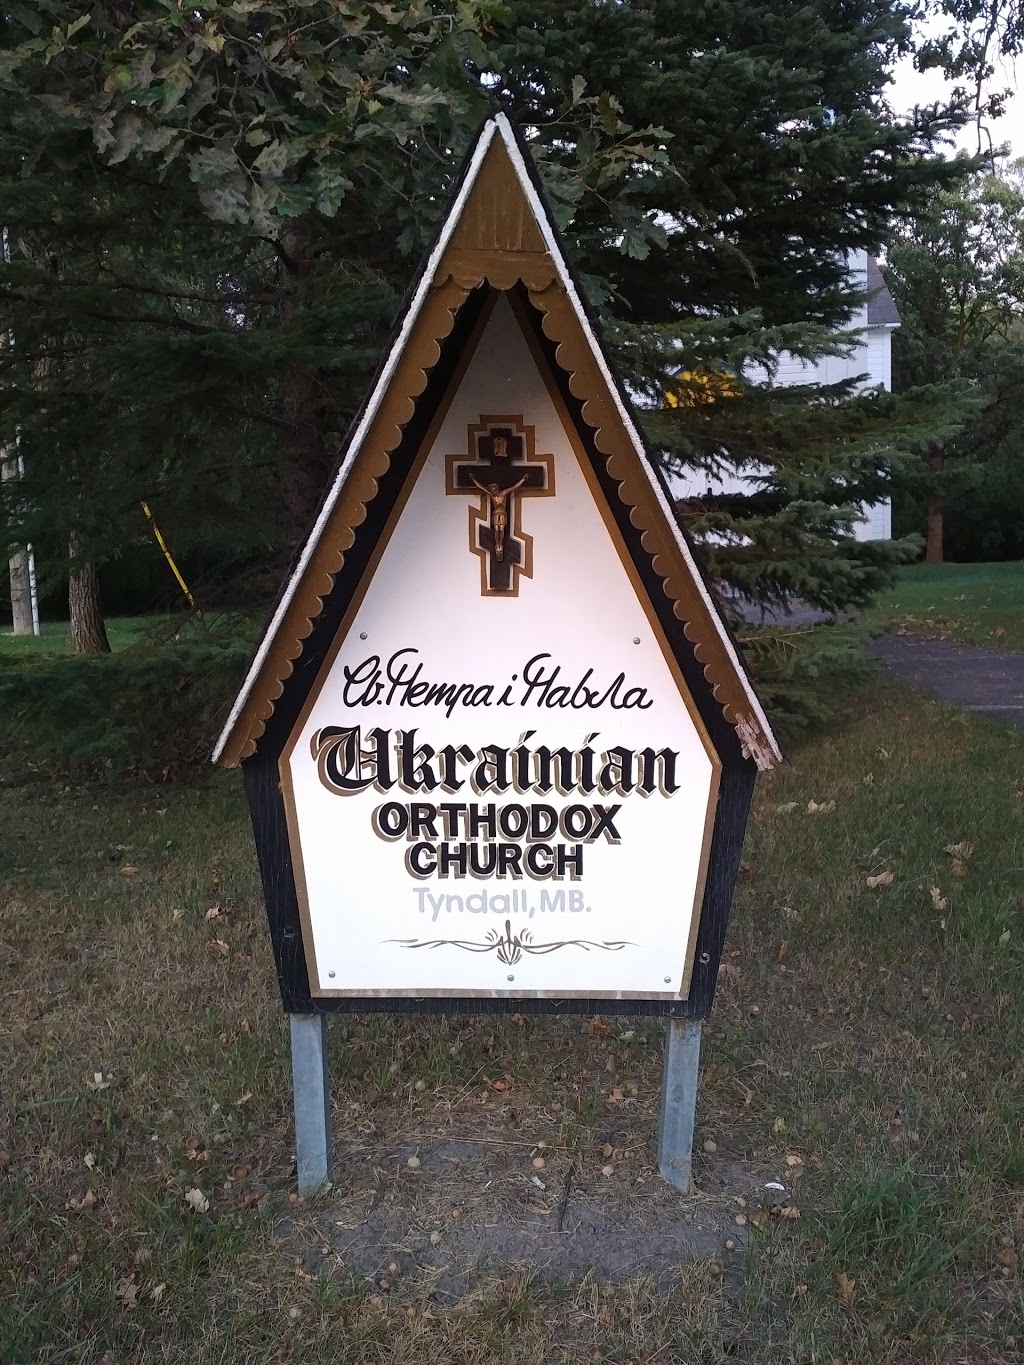 Св. Петра і Павла
Ukrainian
ORTHODOX
CHURCH
Tyndall, MB.